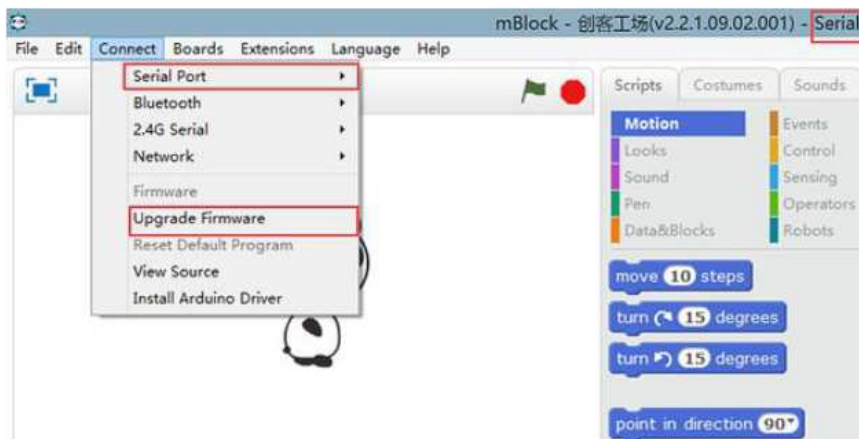 mBlock - 创客工场(v2.2.1.09.02.001) - Serial
File Edit Connect Boards Extensions Language Help
Serial Port
Bluetooth
2.4G Serial
Network
Firmware
Upgrade Firmware
Reset Default Program
View Source
Install Arduino Driver
Scripts Costumes Sounds
Motion Events
Looks Control
Sound Sensing
Pen Operators
Data&Blocks Robots
move 10 steps
turn 15 degrees
turn 15 degrees
point in direction 90